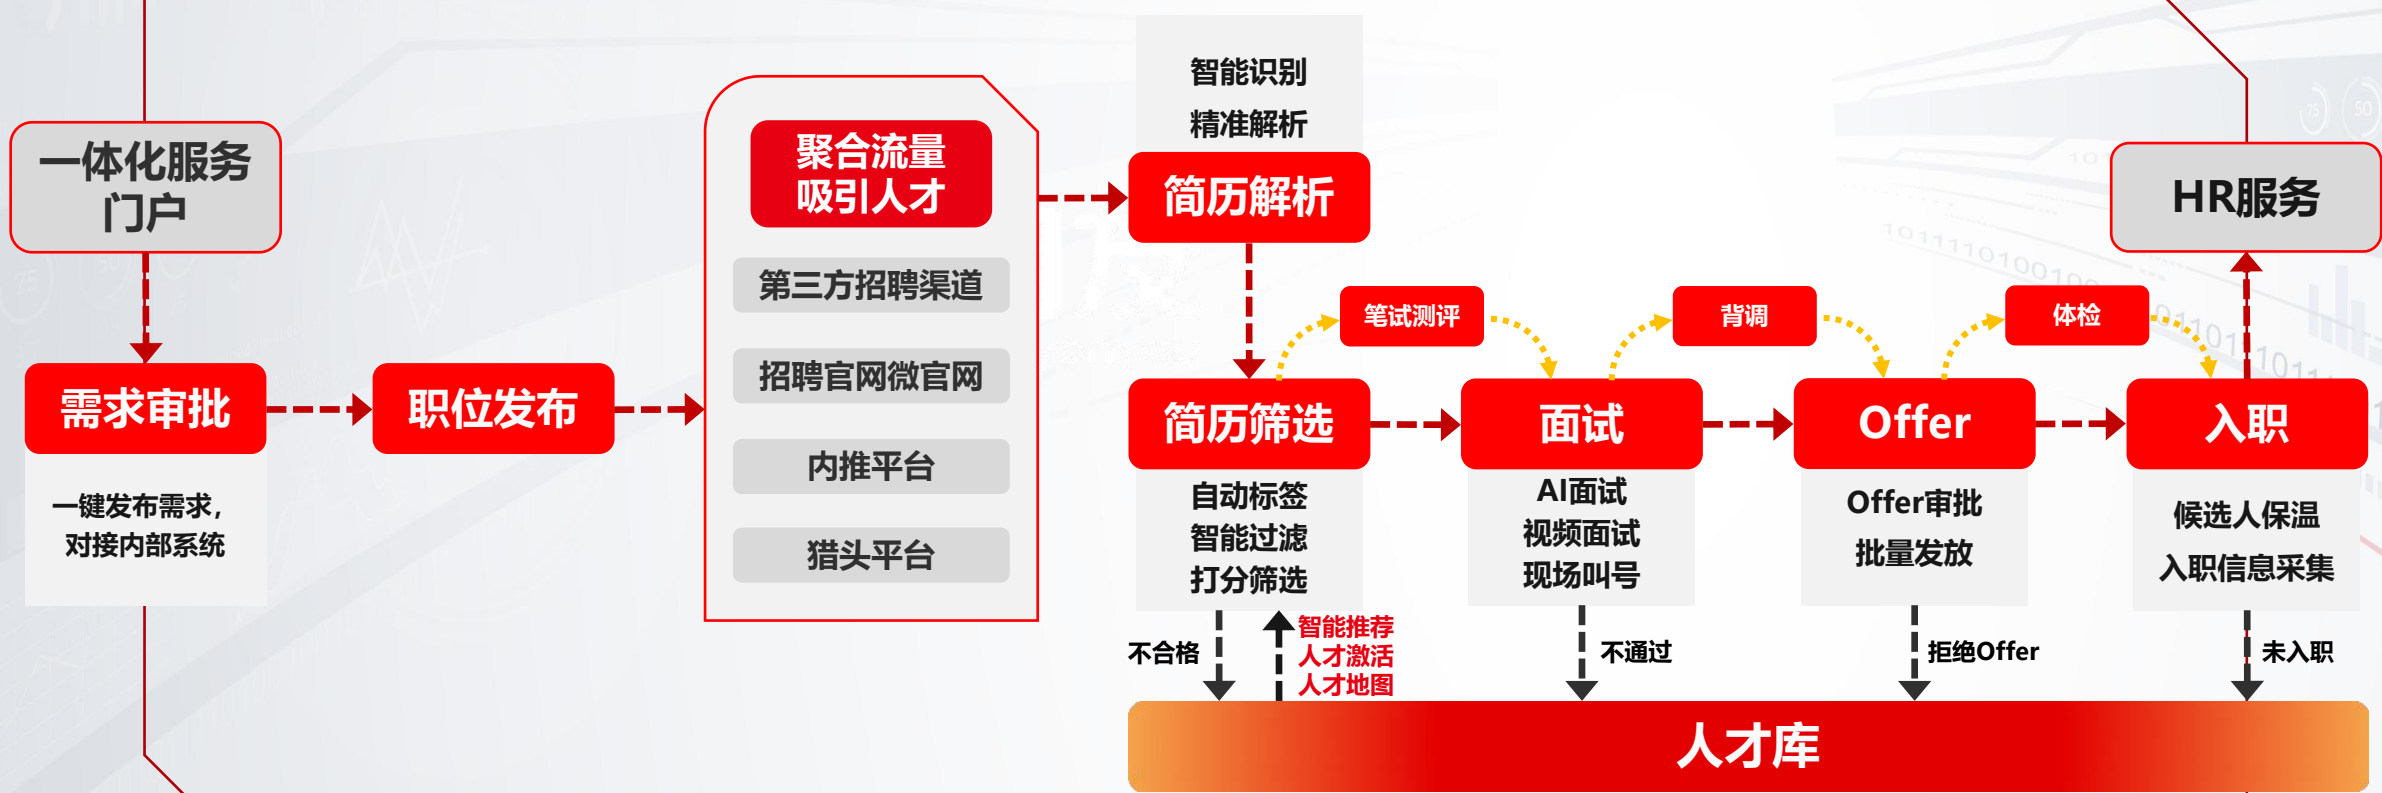 一体化服务
门户
需求审批
一键发布需求，
对接内部系统
职位发布
聚合流量
吸引人才
第三方招聘渠道
招聘官网微官网
内推平台
猎头平台
智能识别
精准解析
简历解析
简历筛选
自动标签
智能过滤
打分筛选
笔试测评
面试
AI面试
视频面试
现场叫号
背调
Offer
Offer审批
批量发放
体检
入职
候选人保温
入职信息采集
HR服务
不合格
智能推荐
人才激活
人才地图
不通过
拒绝Offer
未入职
人才库